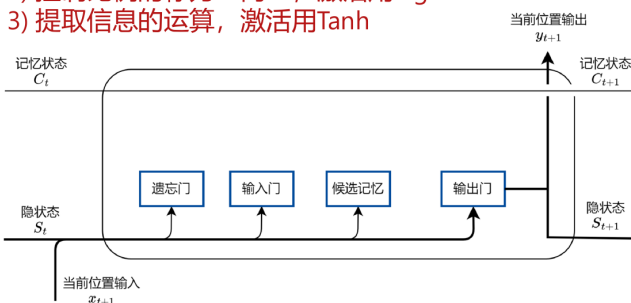 3) 提取信息的运算，激活用Tanh
当前位置输出
y_{t+1}
记忆状态
C_t
记忆状态
C_{t+1}
遗忘门
输入门
候选记忆
输出门
隐状态
S_t
隐状态
S_{t+1}
当前位置输入
x_{t+1}